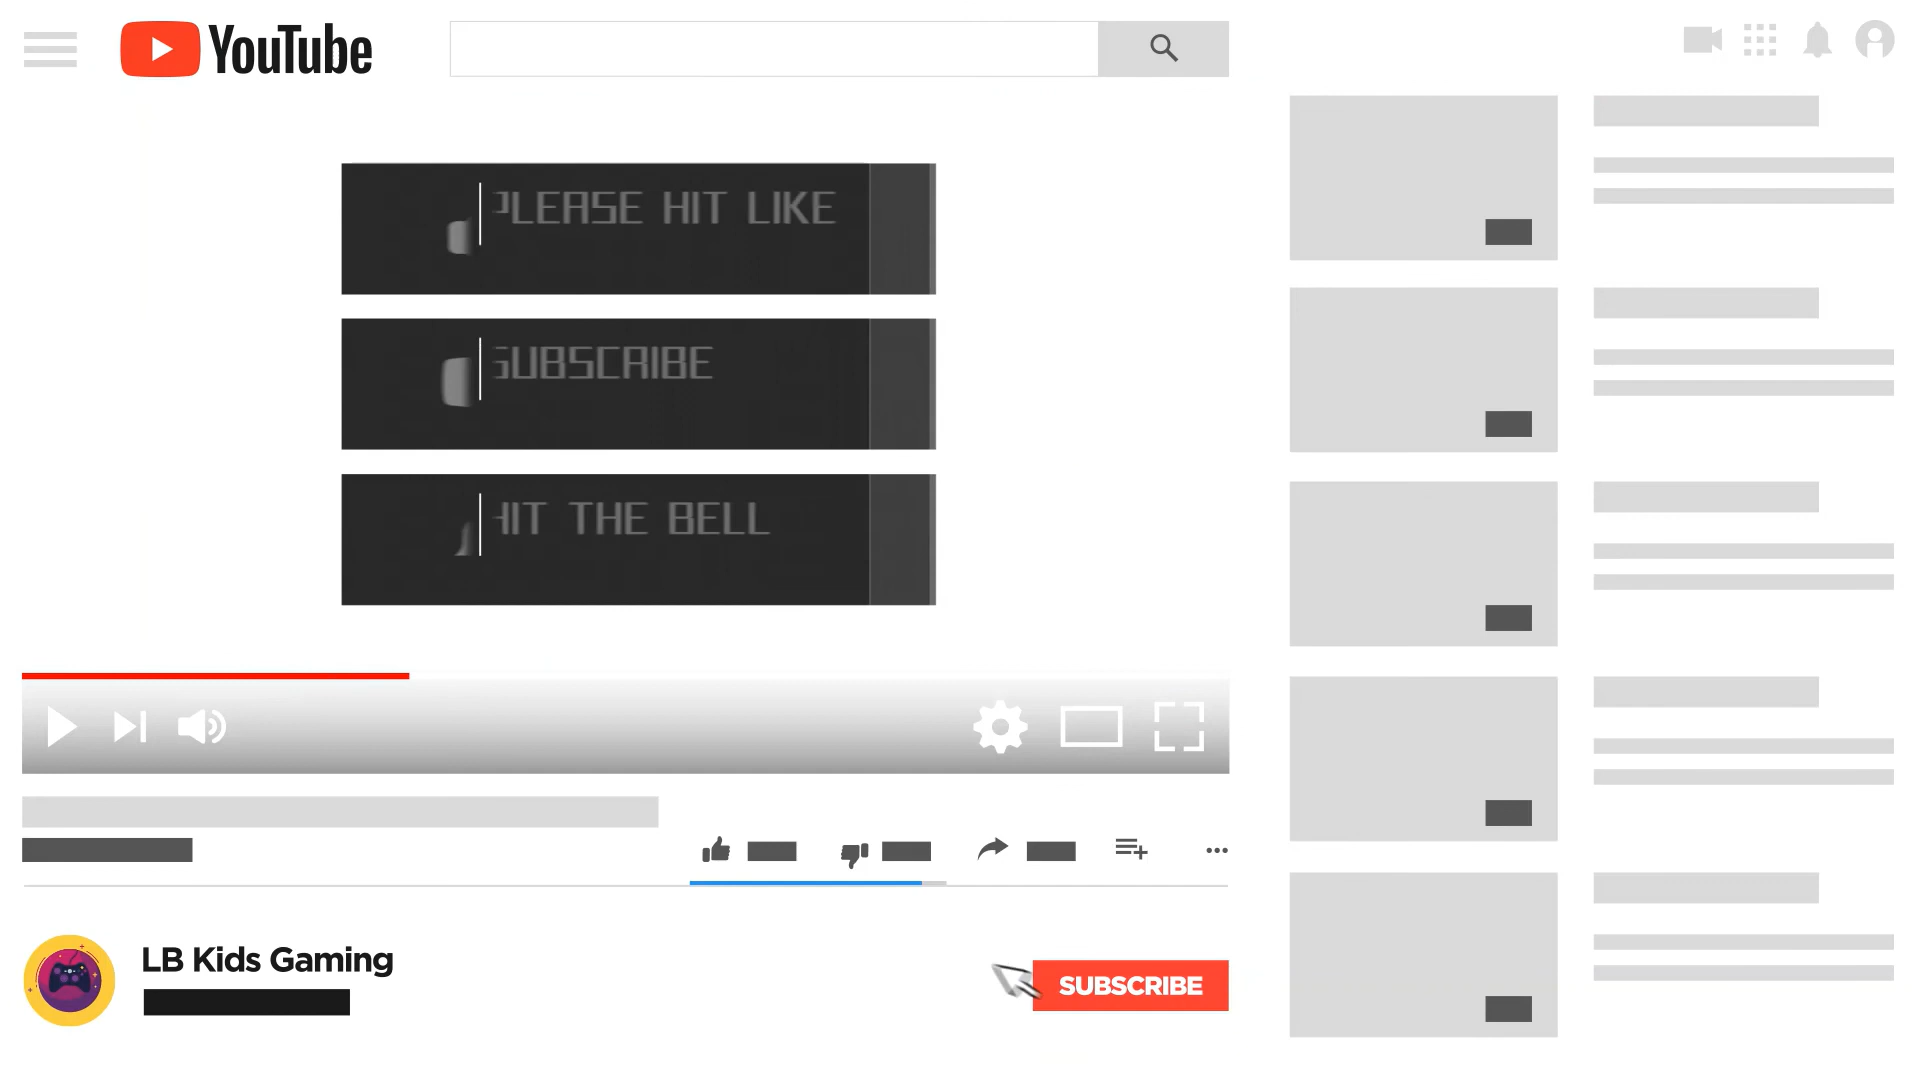 YouTube
PLEASE HIT LIKE
SUBSCRIBE
HIT THE BELL
LB Kids Gaming
SUBSCRIBE